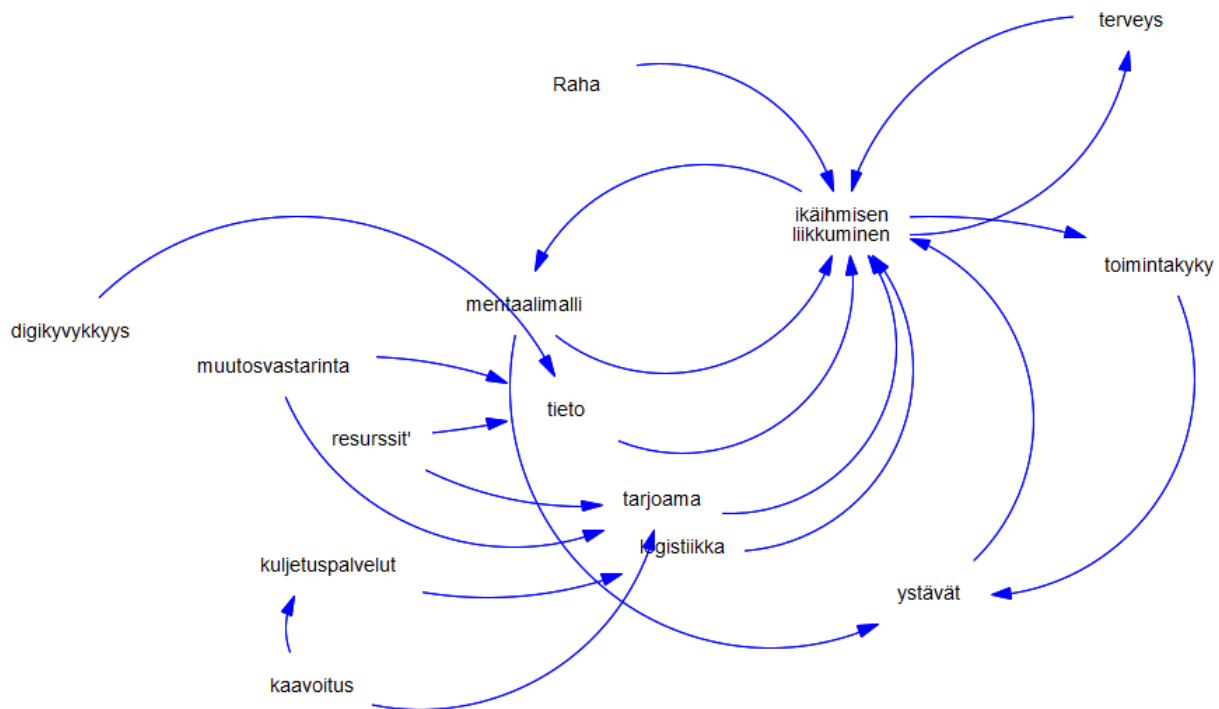 terveys
Raha
ikäihmisen
liikkuminen
toimintakyky
mentaalimalli
digikyvykkyys
muutosvastarinta
tieto
resurssit'
tarjoama
logistiikka
kuljetuspalvelut
ystävät
kaavoitus